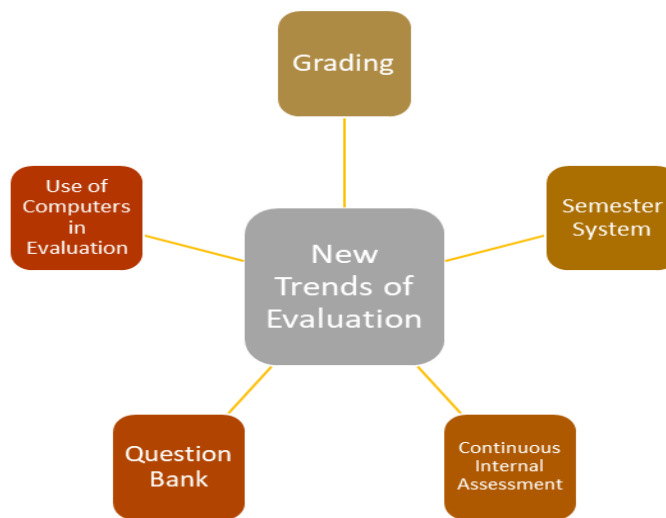 Grading
Use of
Computers
in
Evaluation
Semester
System
New
Trends of
Evaluation
Question
Bank
Continuous
Internal
Assessment